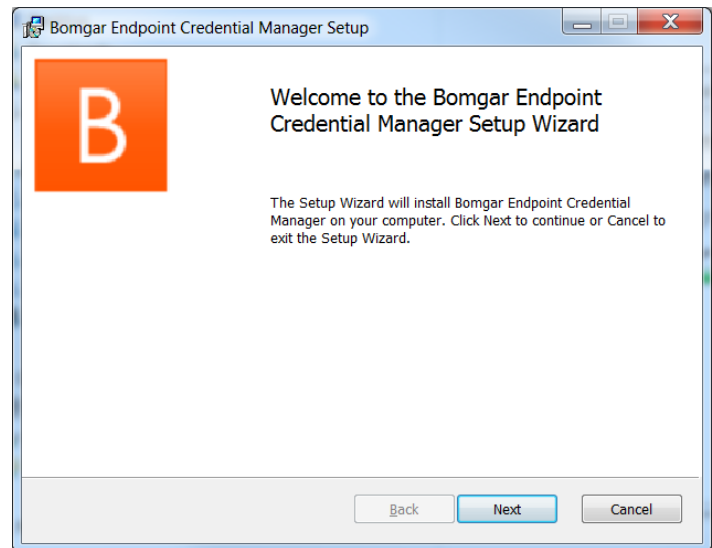 Bomgar Endpoint Credential Manager Setup
B
Welcome to the Bomgar Endpoint
Credential Manager Setup Wizard
The Setup Wizard will install Bomgar Endpoint Credential
Manager on your computer. Click Next to continue or Cancel to
exit the Setup Wizard.
Back
Next
Cancel